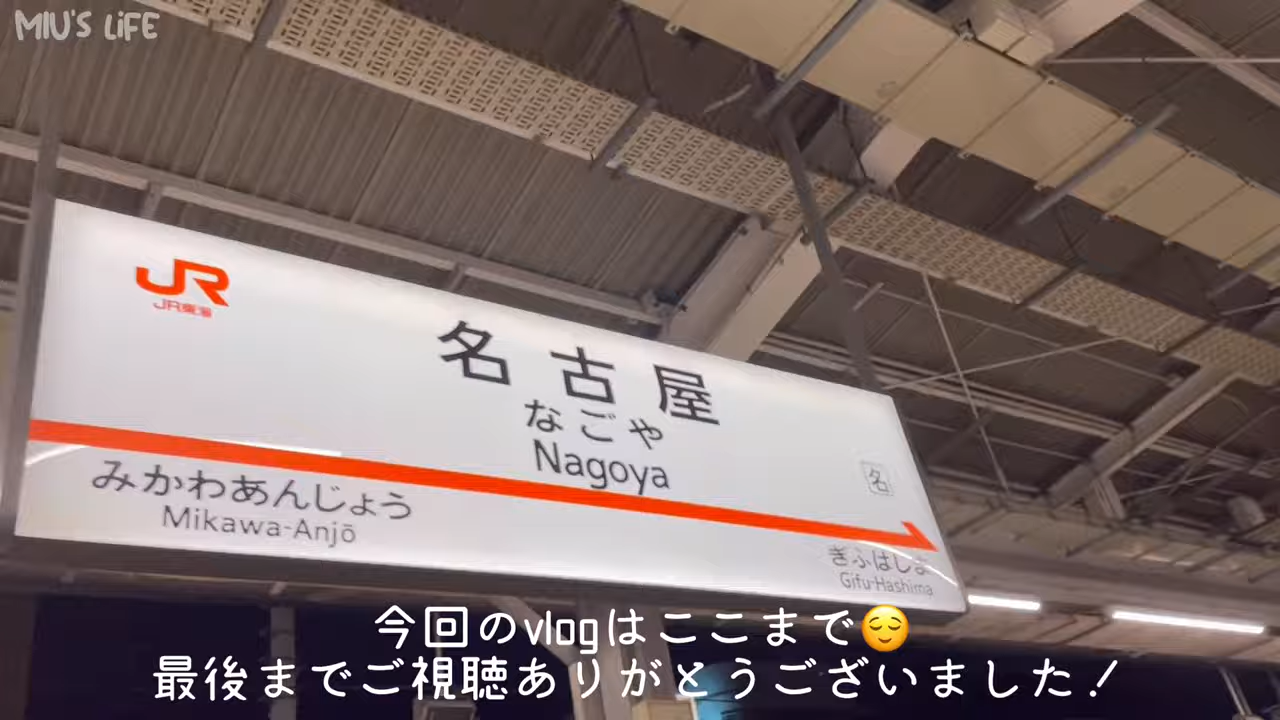 MIU'S LiFE
JR
JR東海
名古屋
なごや
Nagoya
名
みかわあんじょう
Mikawa-Anjō
ぎふはしま
Gifu-Hashima
今回のvlogはここまで😌
最後までご視聴ありがとうございました！